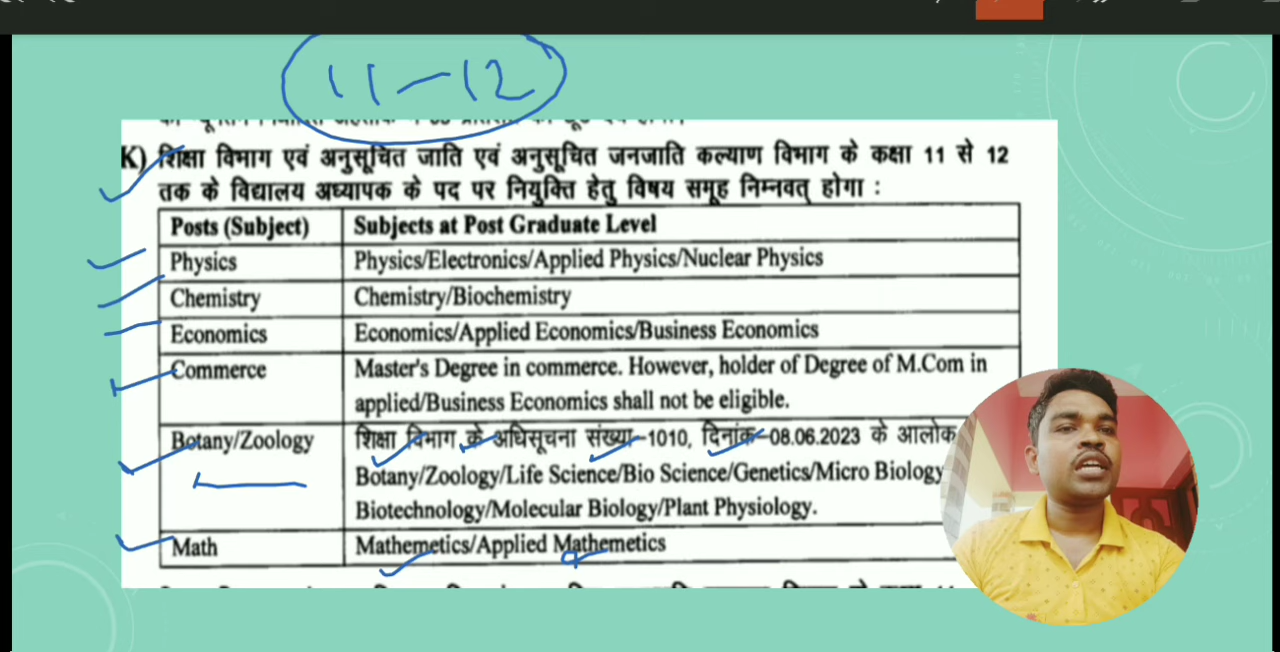 11-12
K) शिक्षा विभाग एवं अनुसूचित जाति एवं अनुसूचित जनजाति कल्याण विभाग के कक्षा 11 से 12
तक के विद्यालय अध्यापक के पद पर नियुक्ति हेतु विषय समूह निम्नवत् होगा :
Posts (Subject) Subjects at Post Graduate Level
Physics Physics/Electronics/Applied Physics/Nuclear Physics
Chemistry Chemistry/Biochemistry
Economics Economics/Applied Economics/Business Economics
Commerce Master's Degree in commerce. However, holder of Degree of M.Com in
applied/Business Economics shall not be eligible.
Botany/Zoology शिक्षा विभाग के अधिसूचना संख्या-1010, दिनांक-08.06.2023 के आलोक
Botany/Zoology/Life Science/Bio Science/Genetics/Micro Biology
Biotechnology/Molecular Biology/Plant Physiology.
Math Mathemetics/Applied Mathemetics